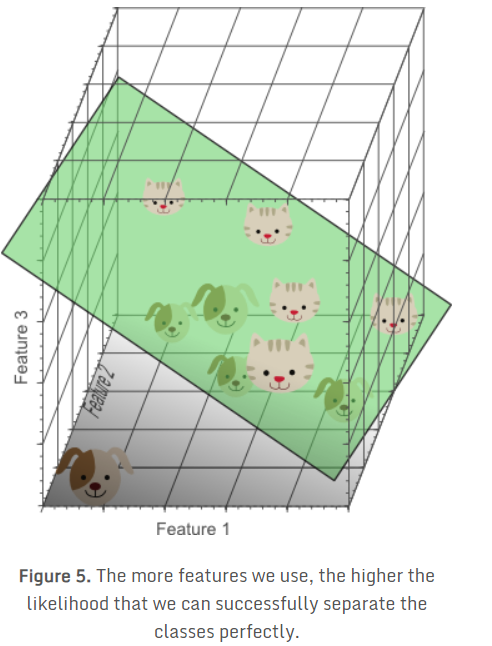 Feature 3
Feature 2
Feature 1
Figure 5. The more features we use, the higher the
likelihood that we can successfully separate the
classes perfectly.